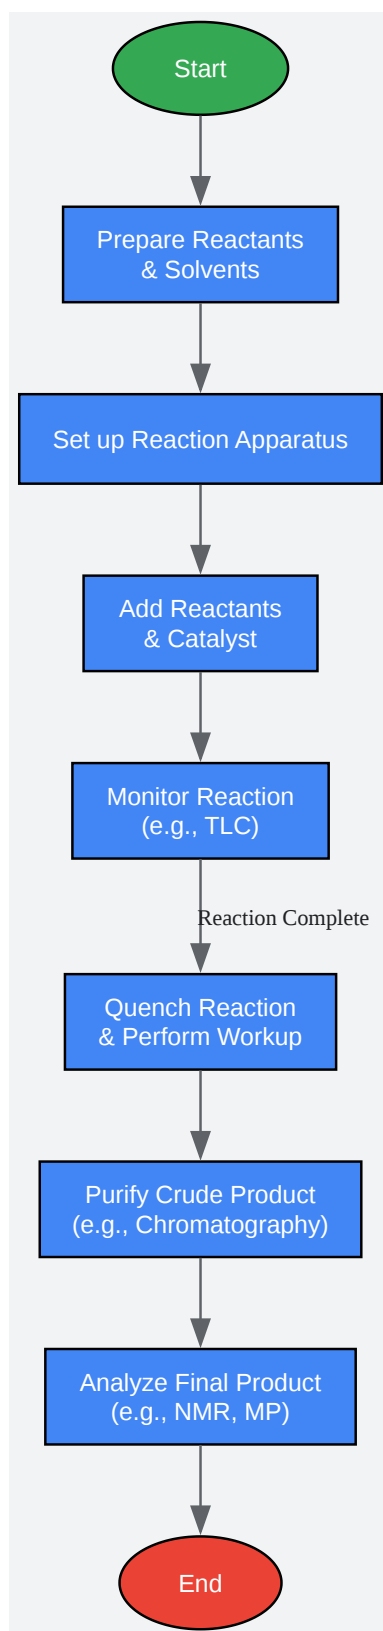 Start
Prepare Reactants
& Solvents
Set up Reaction Apparatus
Add Reactants
& Catalyst
Monitor Reaction
(e.g., TLC)
Reaction Complete
Quench Reaction
& Perform Workup
Purify Crude Product
(e.g., Chromatography)
Analyze Final Product
(e.g., NMR, MP)
End